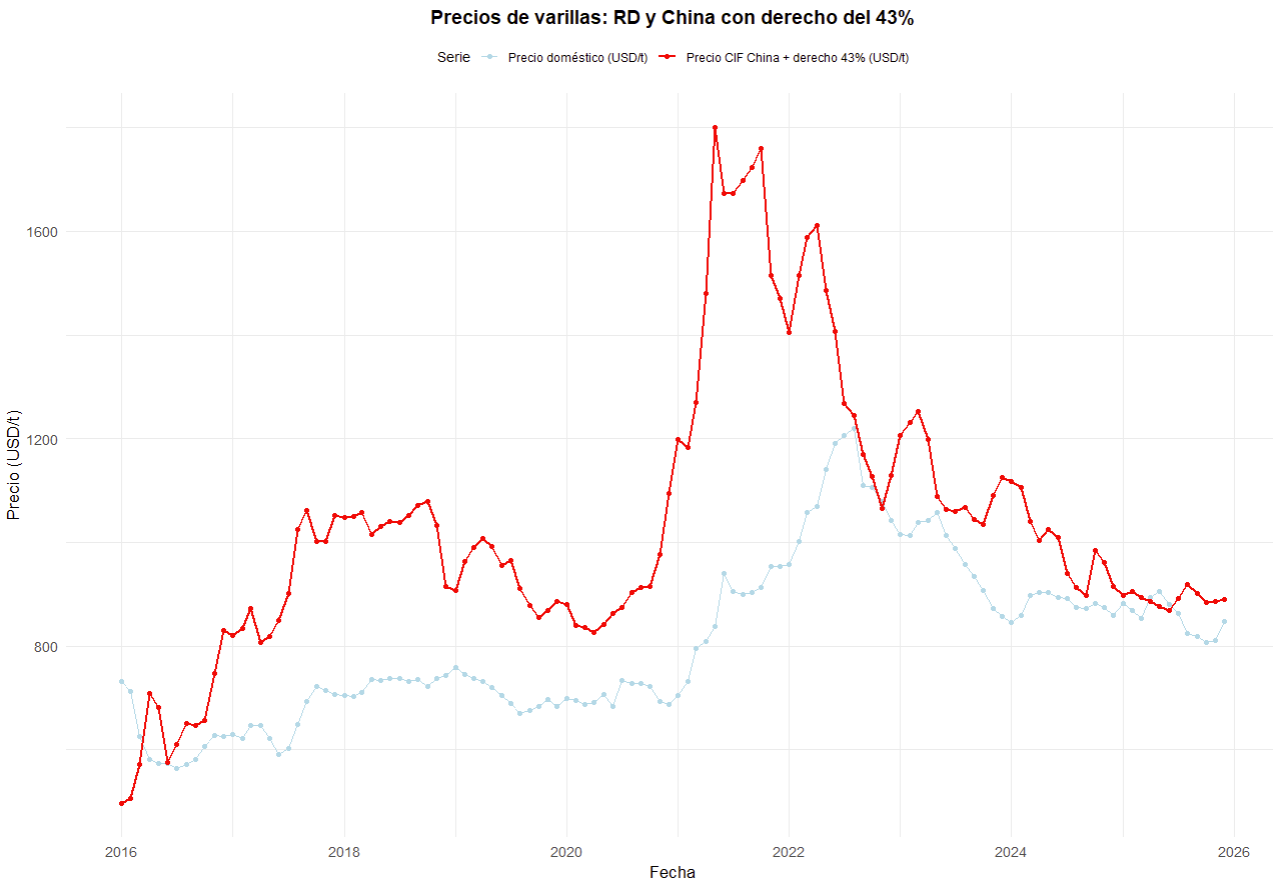 Precios de varillas: RD y China con derecho del 43%
Serie Precio doméstico (USD/t) Precio CIF China + derecho 43% (USD/t)
Precio (USD/t)
1600
1200
800
2016 2018 2020 2022 2024 2026
Fecha